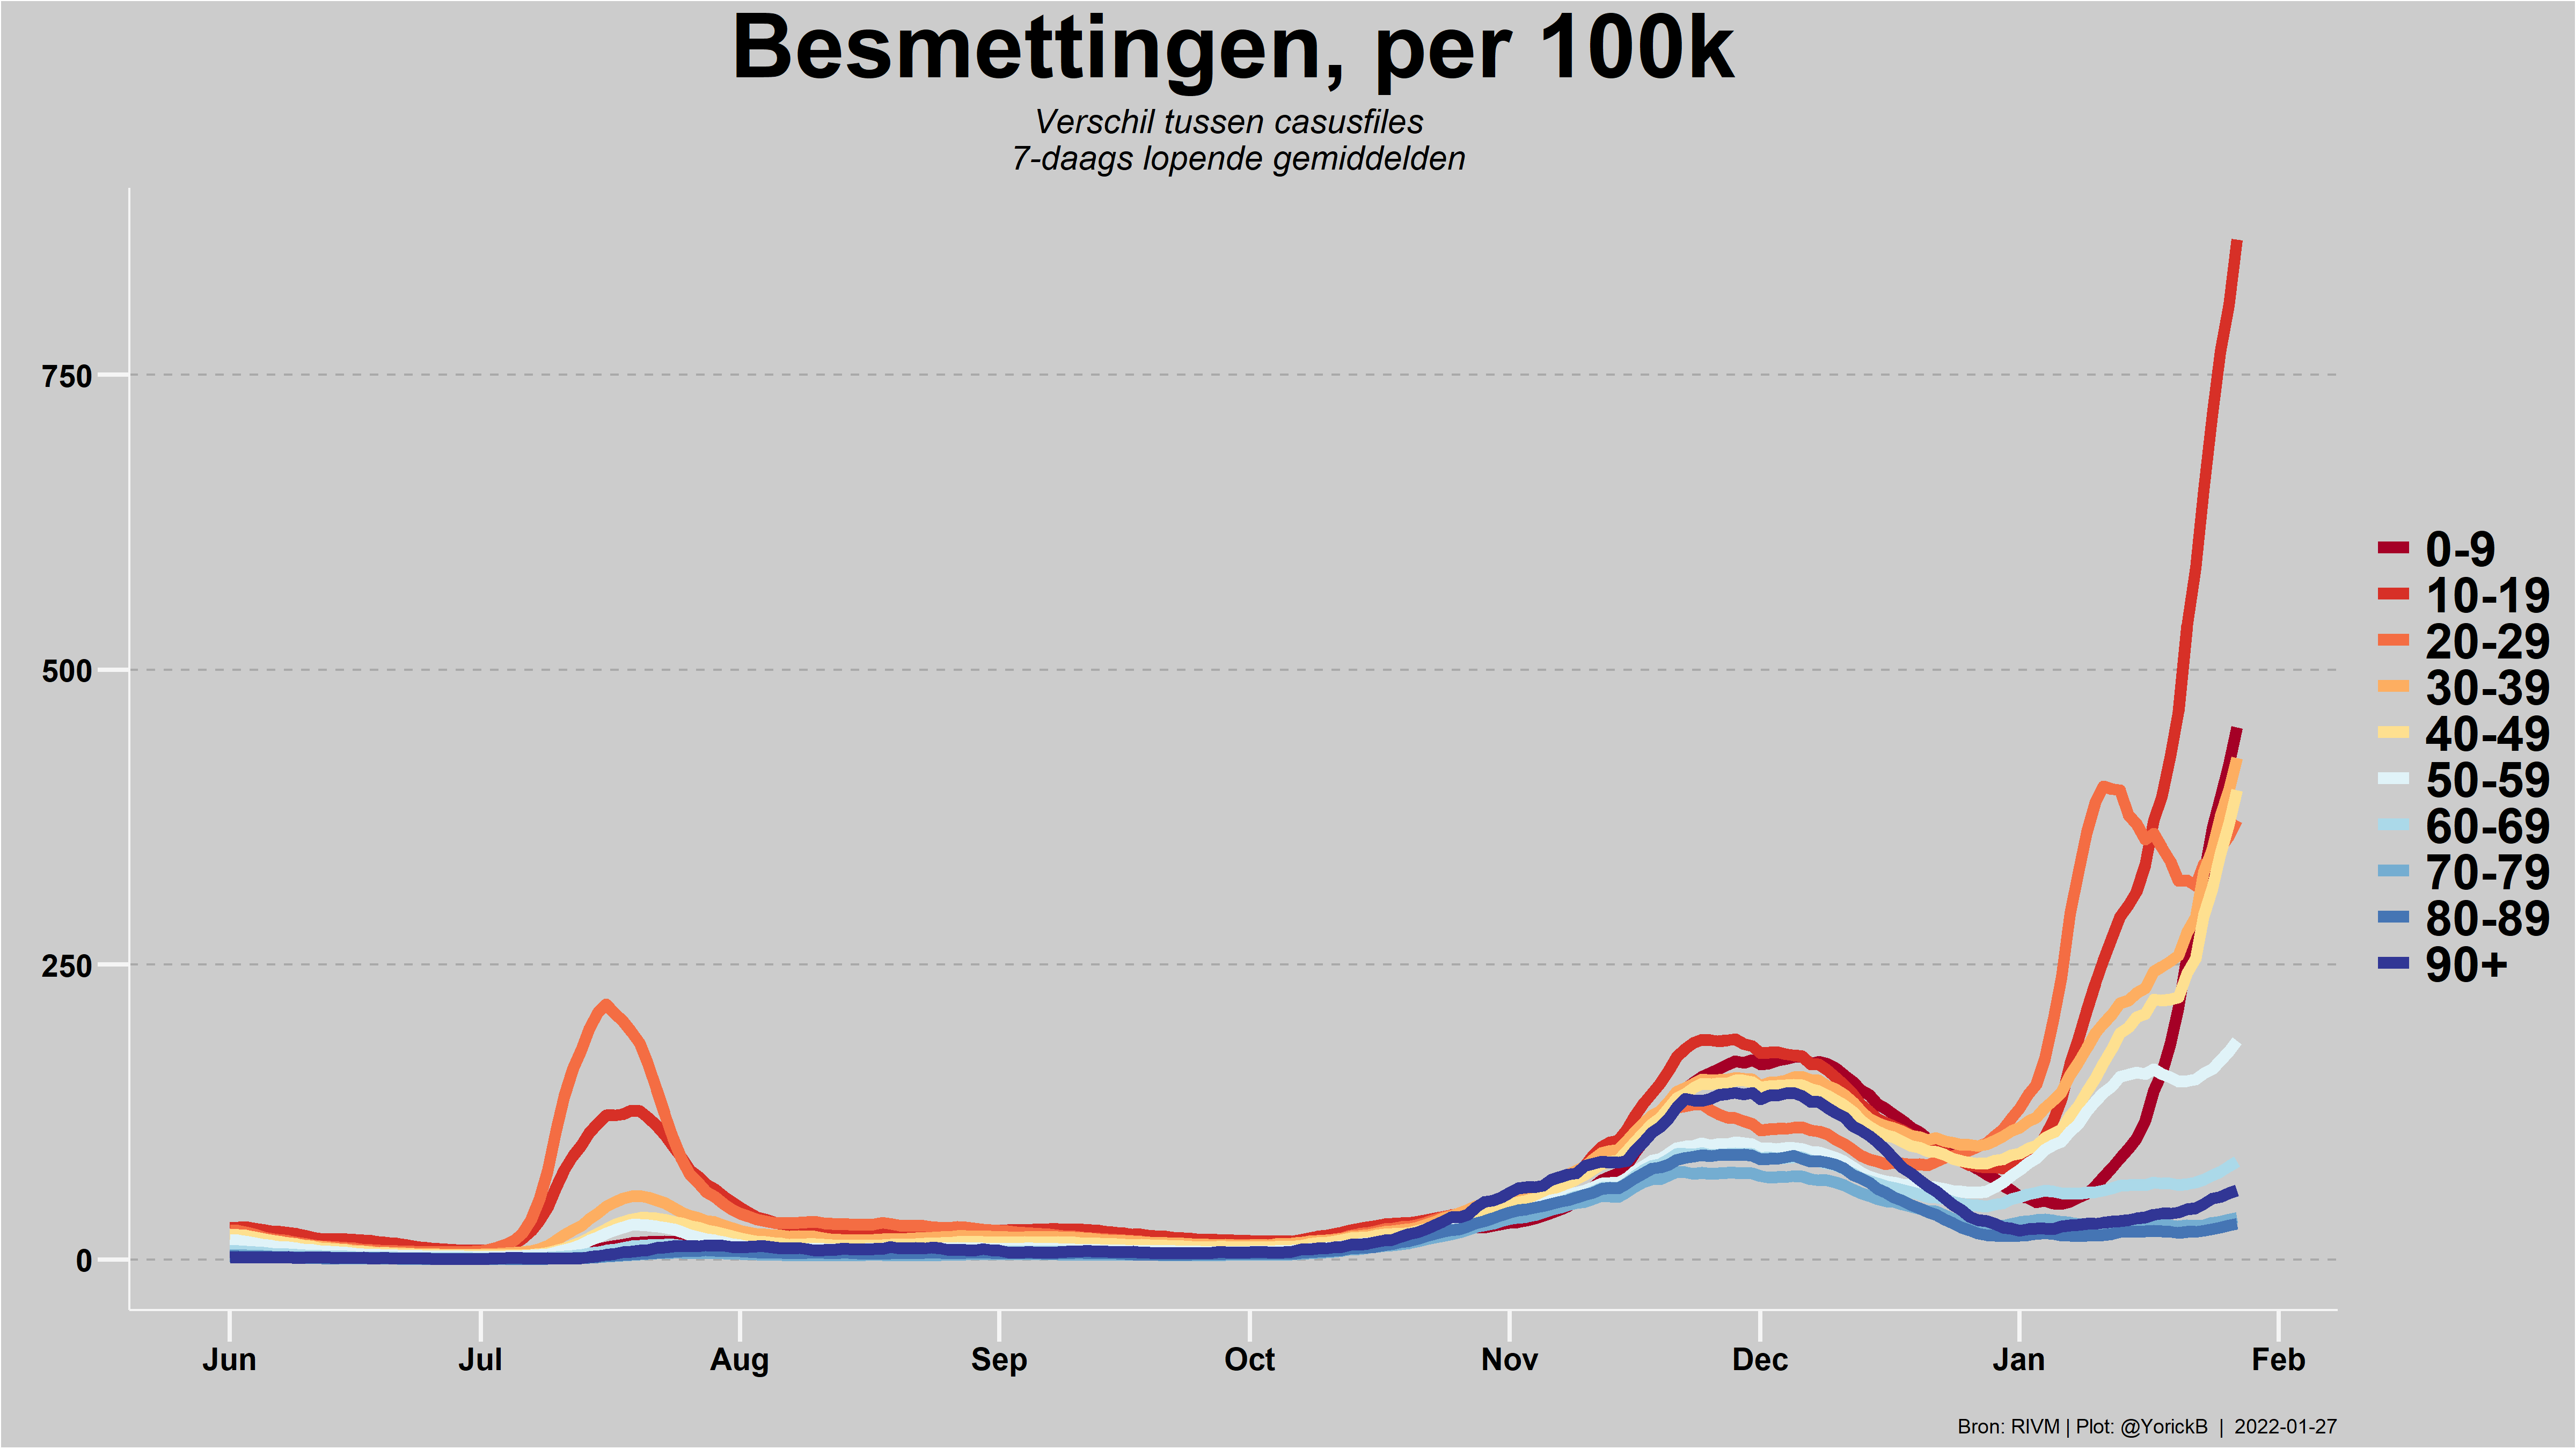 Besmettingen, per 100k
Verschil tussen casusfiles
7-daags lopende gemiddelden
750
500
250
0
Jun Jul Aug Sep Oct Nov Dec Jan Feb
0-9
10-19
20-29
30-39
40-49
50-59
60-69
70-79
80-89
90+
Bron: RIVM | Plot: @YorickB | 2022-01-27